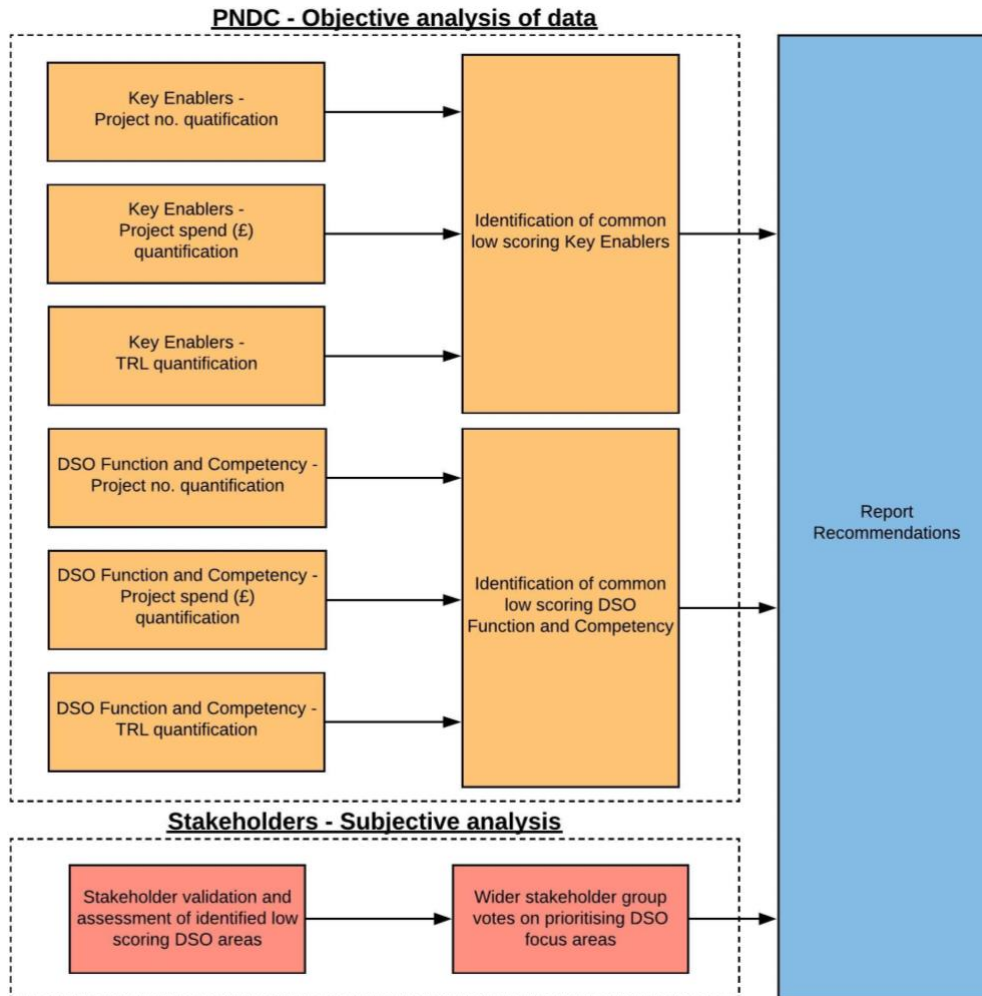 PNDC - Objective analysis of data
Key Enablers -
Project no. quatification
Key Enablers -
Project spend (£)
quantification
Key Enablers -
TRL quantification
Identification of common
low scoring Key Enablers
DSO Function and Competency -
Project no. quantification
DSO Function and Competency -
Project spend (£)
quantification
DSO Function and Competency -
TRL quantification
Identification of common
low scoring DSO
Function and Competency
Report
Recommendations
Stakeholders - Subjective analysis
Stakeholder validation and
assessment of identified low
scoring DSO areas
Wider stakeholder group
votes on prioritising DSO
focus areas